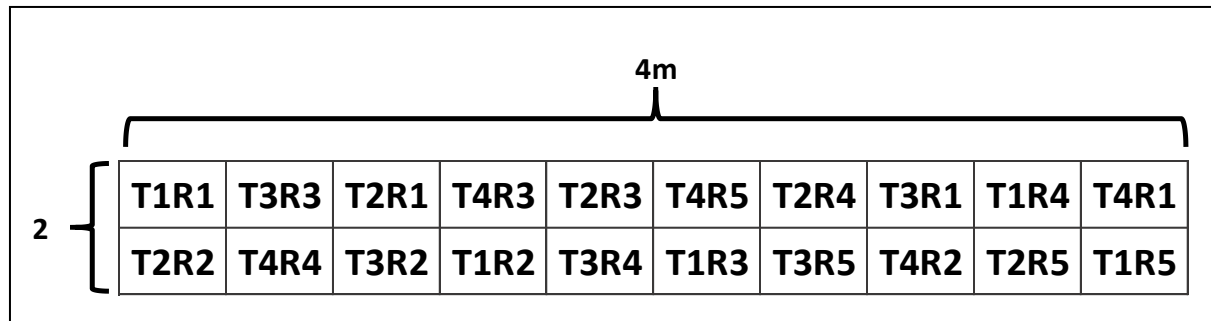 4m
T1R1 T3R3 T2R1 T4R3 T2R3 T4R5 T2R4 T3R1 T1R4 T4R1
2
T2R2 T4R4 T3R2 T1R2 T3R4 T1R3 T3R5 T4R2 T2R5 T1R5